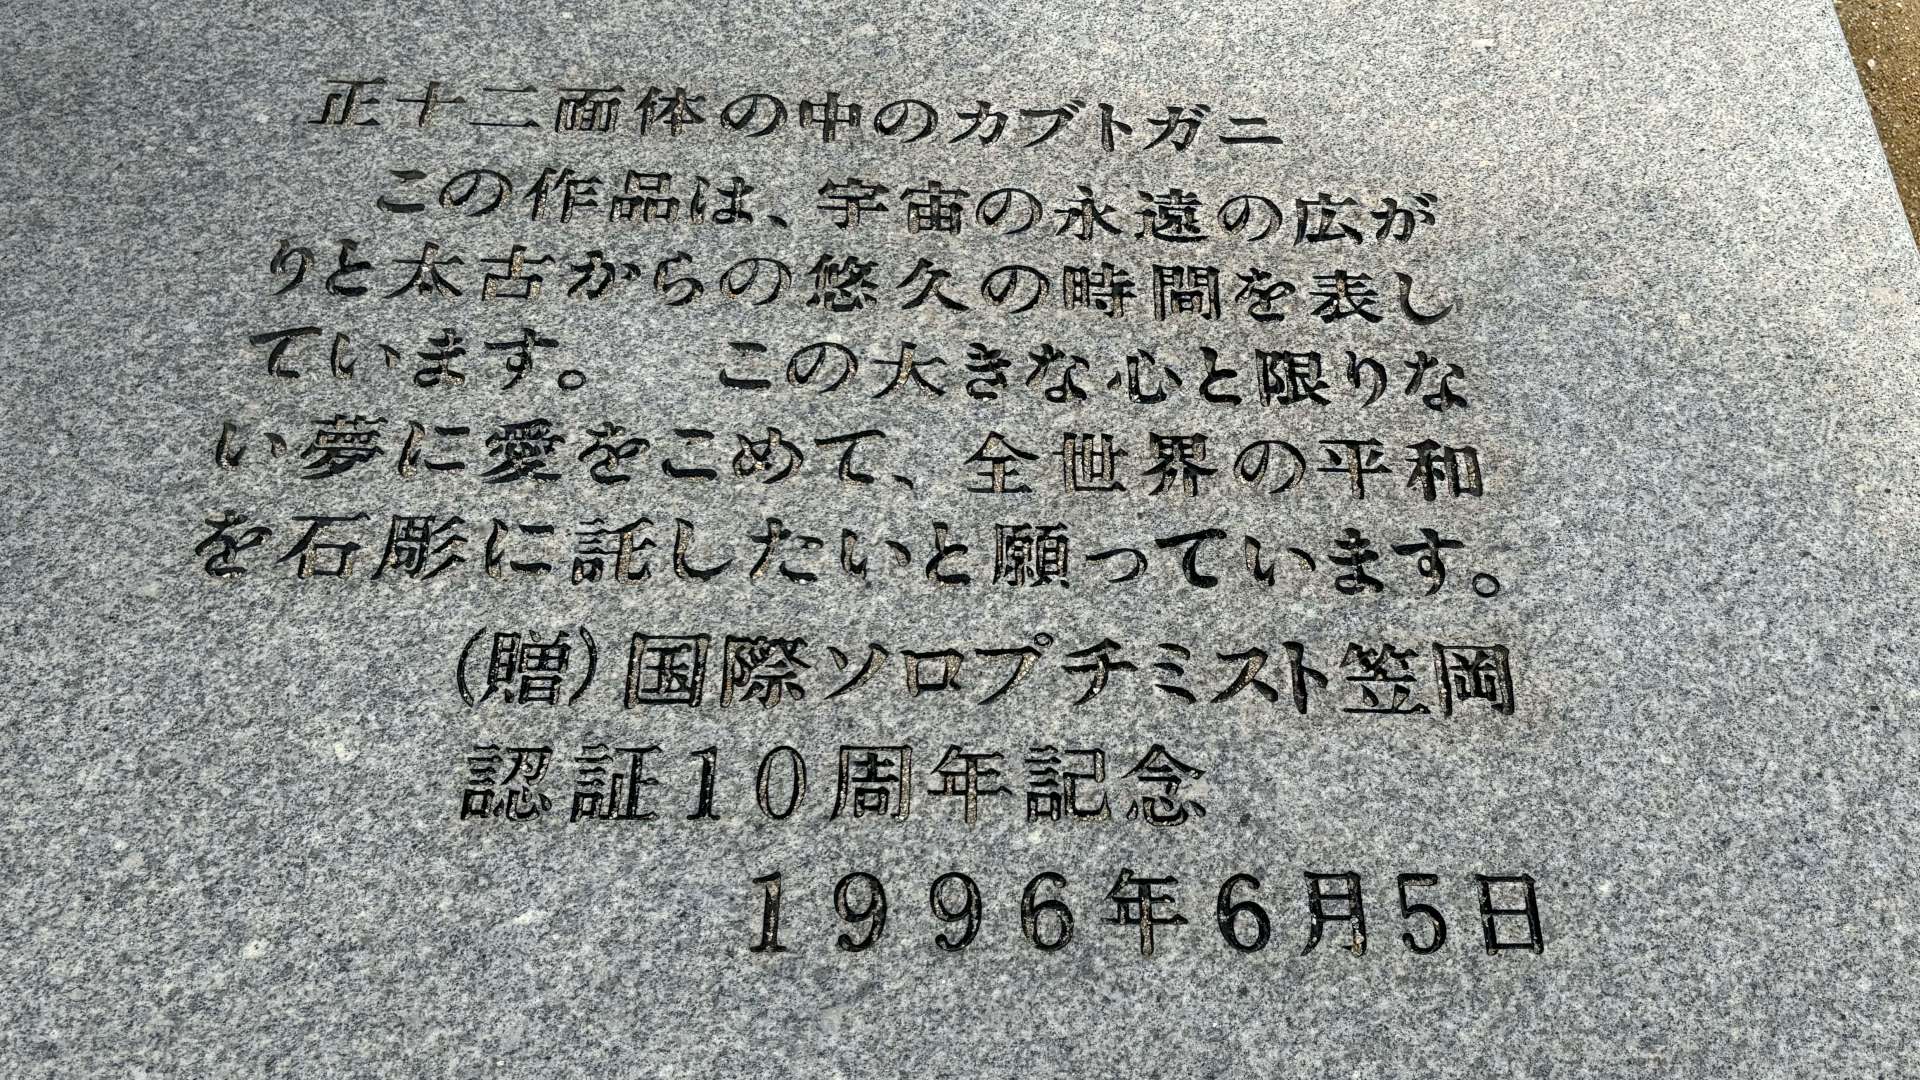 正十二面体の中のカブトガニ
この作品は、宇宙の永遠の広が
りと太古からの悠久の時間を表し
ています。　この大きな心と限りな
い夢に愛をこめて、全世界の平和
を石彫に託したいと願っています。
(贈)国際ソロプチミスト笠岡
認証10周年記念
1996年6月5日